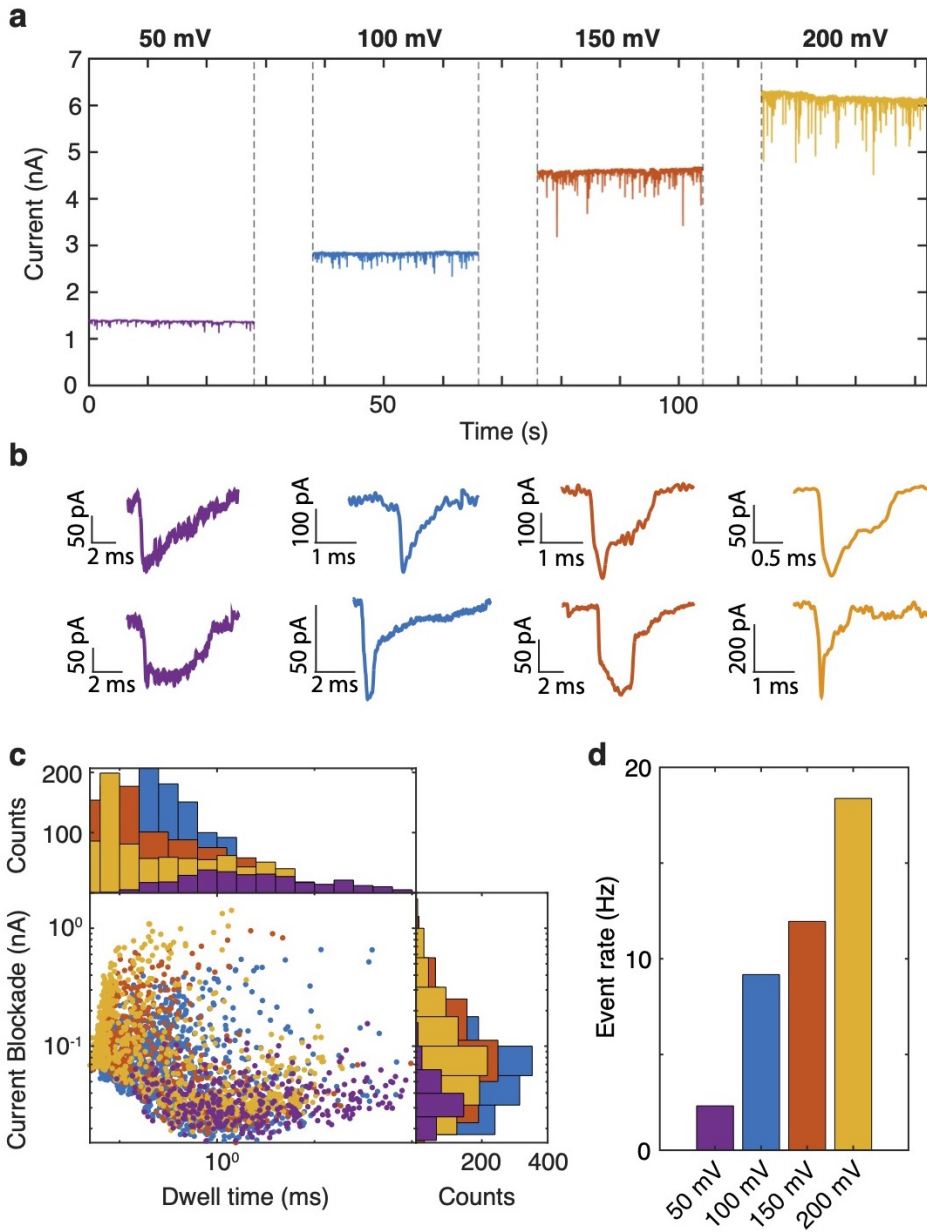 a
50 mV 100 mV 150 mV 200 mV
7
6
5
4
3
2
1
0
Current (nA)
0 50 100
Time (s)
b
50 pA
2 ms
100 pA
1 ms
100 pA
1 ms
50 pA
0.5 ms
50 pA
2 ms
50 pA
2 ms
50 pA
2 ms
200 pA
1 ms
c
200
100
Counts
10⁰
10⁻¹
Current Blockade (nA)
10⁰
Dwell time (ms)
200 400
Counts
d
20
10
0
Event rate (Hz)
50 mV
100 mV
150 mV
200 mV